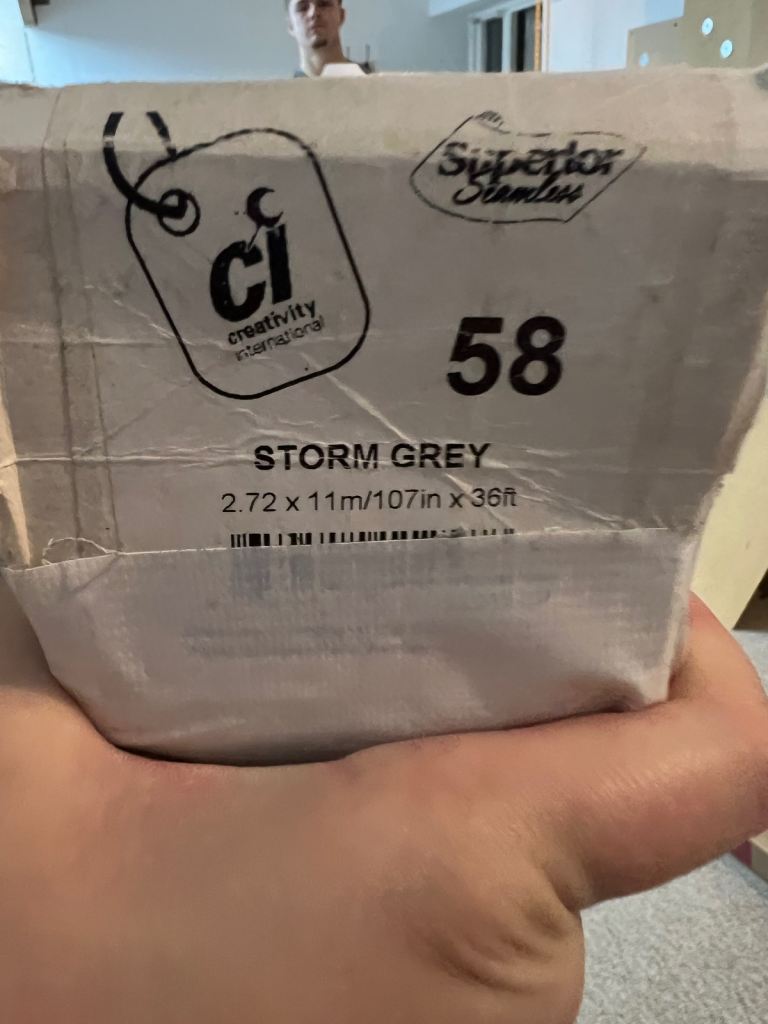 Superior
Seamless
ci
creativity
international
58
STORM GREY
2.72 x 11m/107in x 36ft